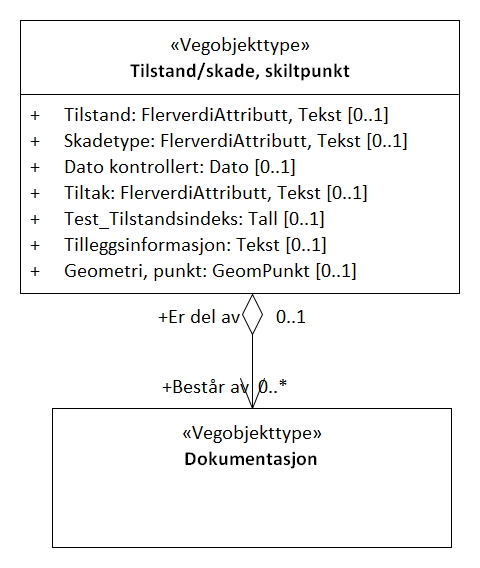 «Vegobjekttype»
Tilstand/skade, skiltpunkt
+ Tilstand: FlerverdiAttributt, Tekst [0..1]
+ Skadetype: FlerverdiAttributt, Tekst [0..1]
+ Dato kontrollert: Dato [0..1]
+ Tiltak: FlerverdiAttributt, Tekst [0..1]
+ Test_Tilstandsindeks: Tall [0..1]
+ Tilleggsinformasjon: Tekst [0..1]
+ Geometri, punkt: GeomPunkt [0..1]
+Er del av 0..1
+Består av 0..*
«Vegobjekttype»
Dokumentasjon